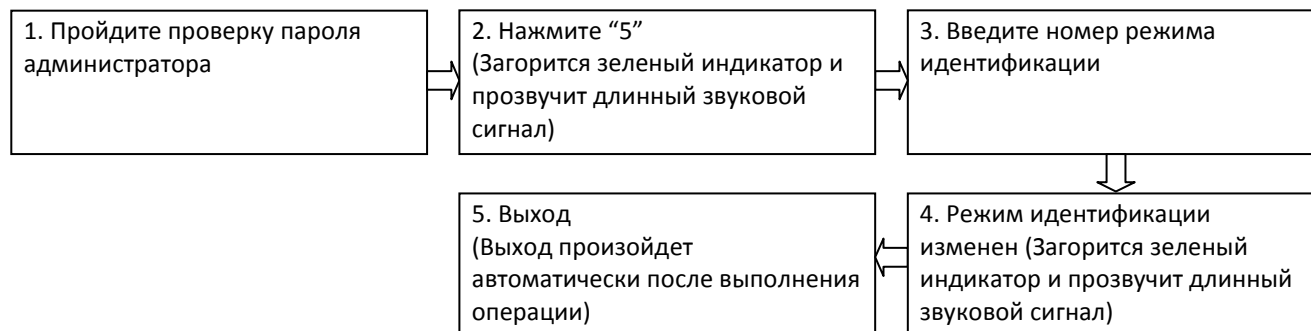 1. Пройдите проверку пароля
администратора
2. Нажмите “5”
(Загорится зеленый индикатор и
прозвучит длинный звуковой
сигнал)
3. Введите номер режима
идентификации
4. Режим идентификации
изменен (Загорится зеленый
индикатор и прозвучит длинный
звуковой сигнал)
5. Выход
(Выход произойдет
автоматически после выполнения
операции)